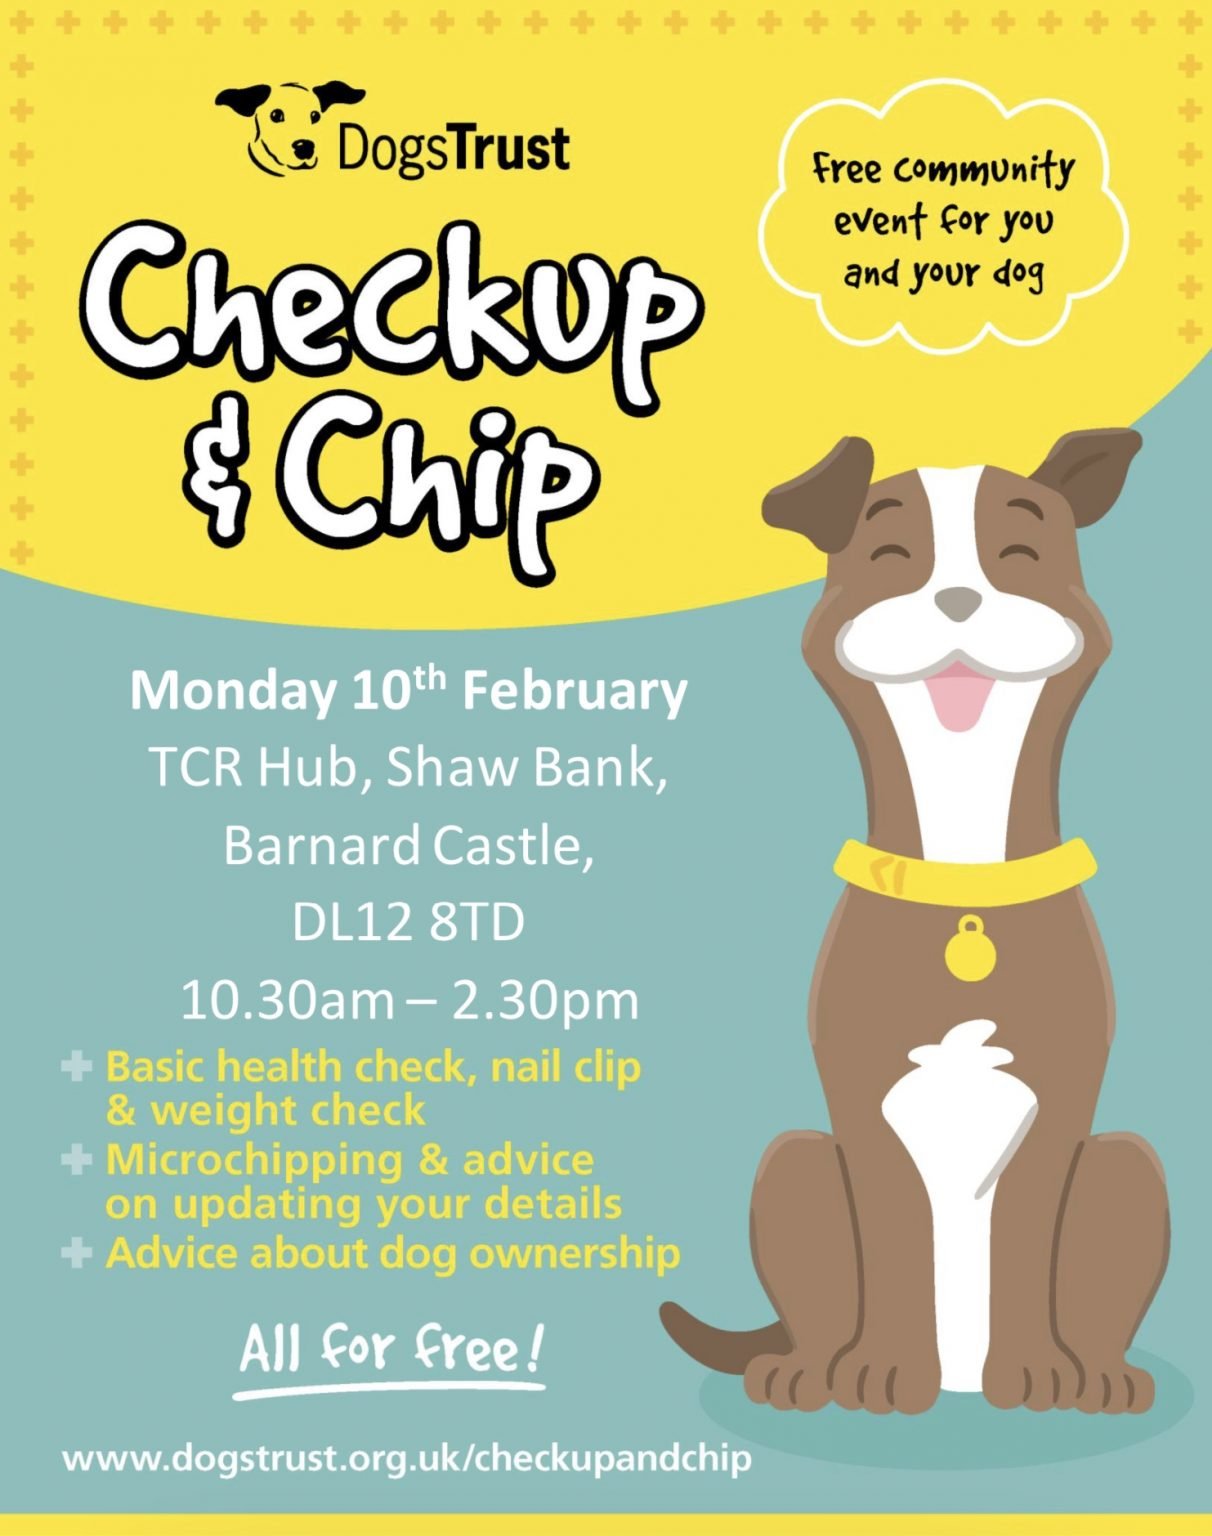 DogsTrust
Checkup
& Chip
Free community
event for you
and your dog
Monday 10th February
TCR Hub, Shaw Bank,
Barnard Castle,
DL12 8TD
10.30am – 2.30pm
+ Basic health check, nail clip
& weight check
+ Microchipping & advice
on updating your details
+ Advice about dog ownership
All for free!
www.dogstrust.org.uk/checkupandchip